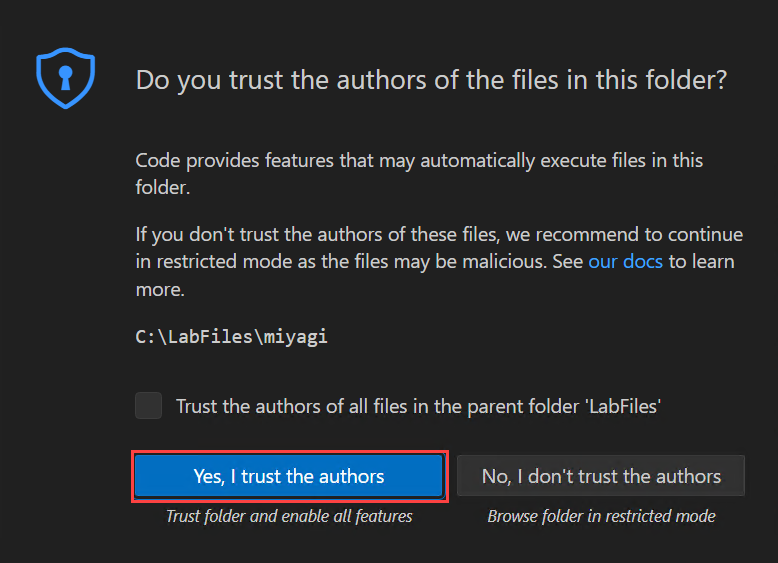 Do you trust the authors of the files in this folder?
Code provides features that may automatically execute files in this
folder.
If you don't trust the authors of these files, we recommend to continue
in restricted mode as the files may be malicious. See our docs to learn
more.
C:\LabFiles\miyagi
Trust the authors of all files in the parent folder 'LabFiles'
Yes, I trust the authors
No, I don't trust the authors
Trust folder and enable all features
Browse folder in restricted mode